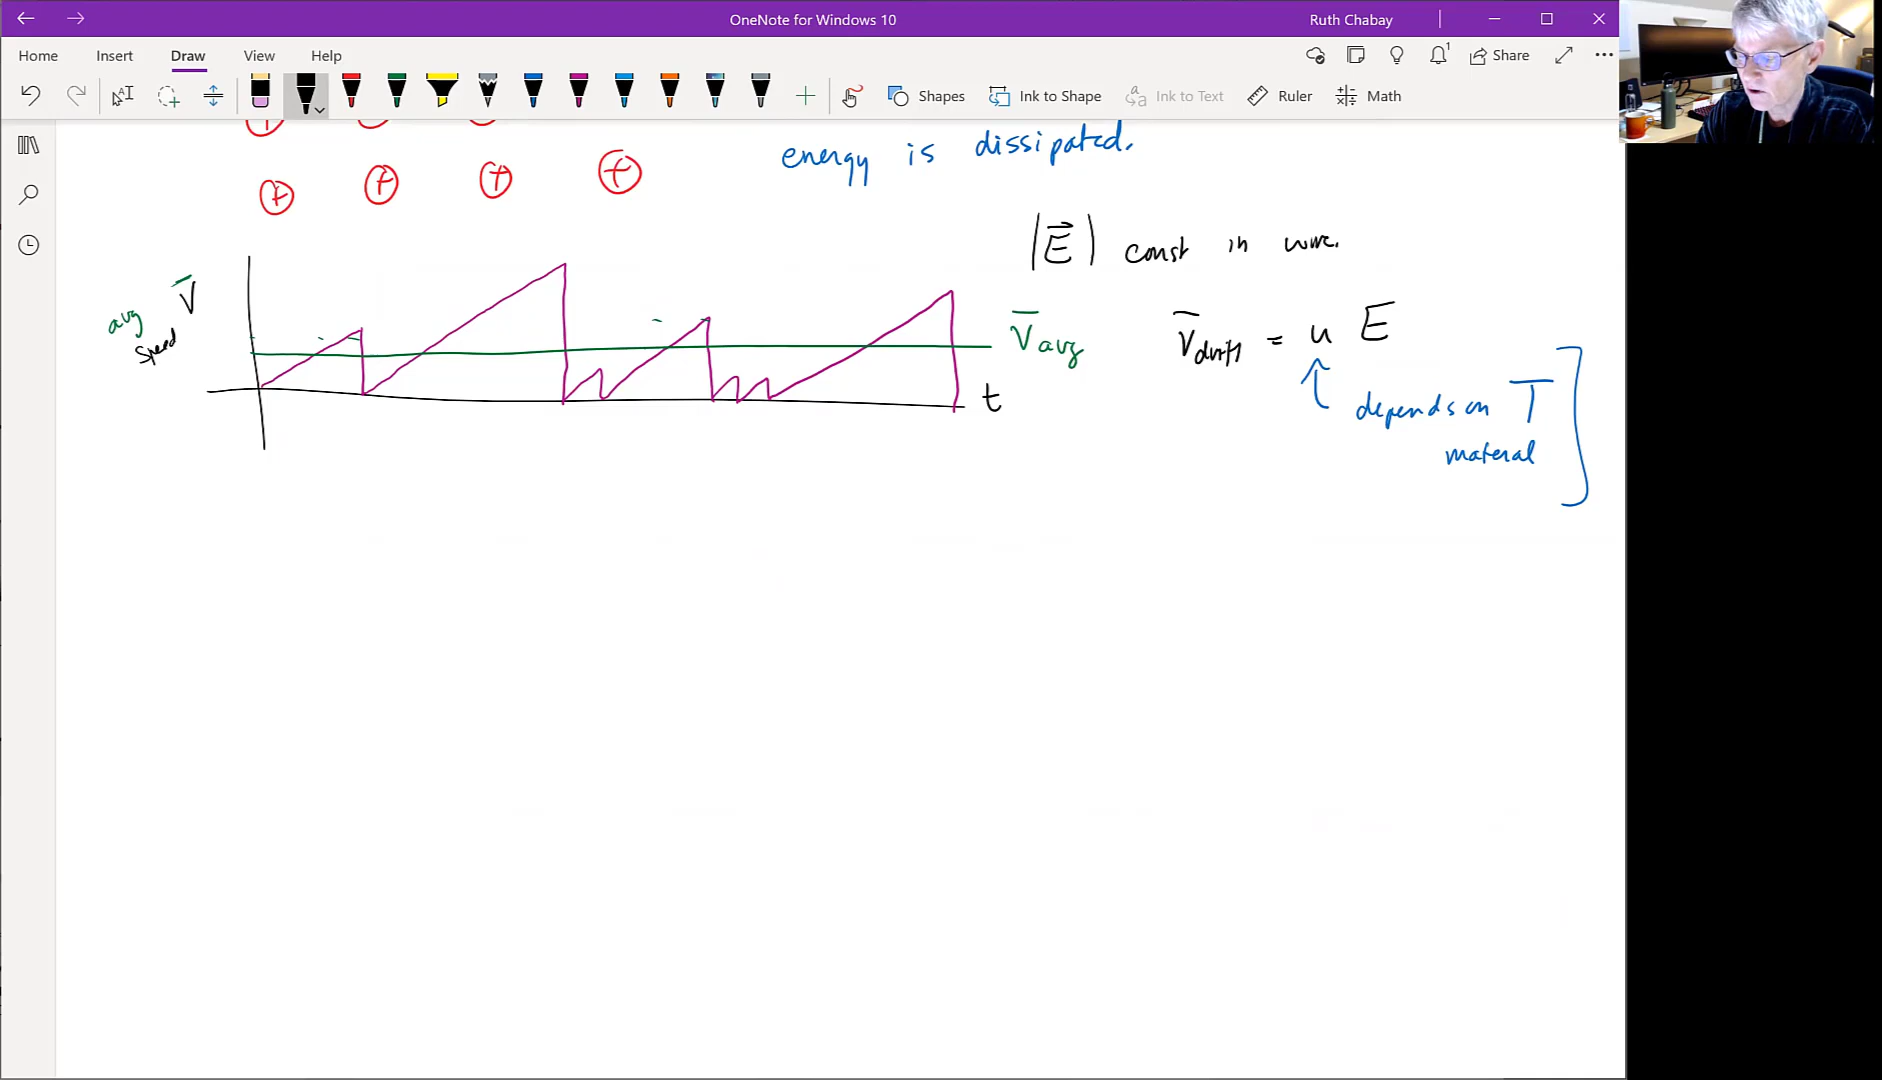 OneNote for Windows 10
Ruth Chabay
Home Insert Draw View Help
Share
Shapes Ink to Shape Ink to Text Ruler Math
energy is dissipated.
+ + + +
|E⃗| const in wire.
avg speed v̅
v̅avg
t
v̅drift = u E
depends on T
material